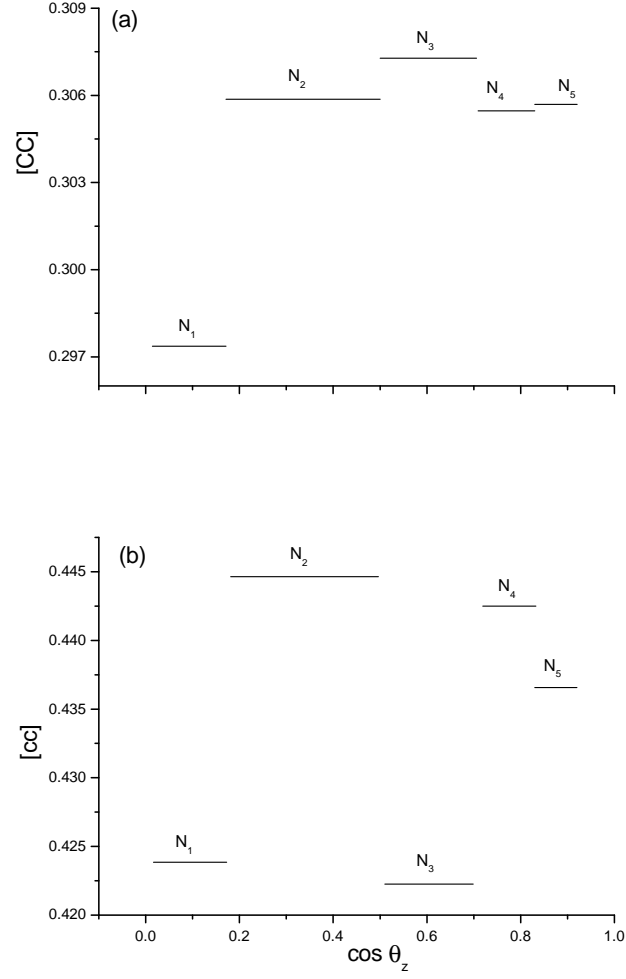 (a)
[CC]
0.309
0.306
0.303
0.300
0.297
N₁
N₂
N₃
N₄
N₅
(b)
[cc]
0.445
0.440
0.435
0.430
0.425
0.420
N₁
N₂
N₃
N₄
N₅
0.0 0.2 0.4 0.6 0.8 1.0
cos θ_z